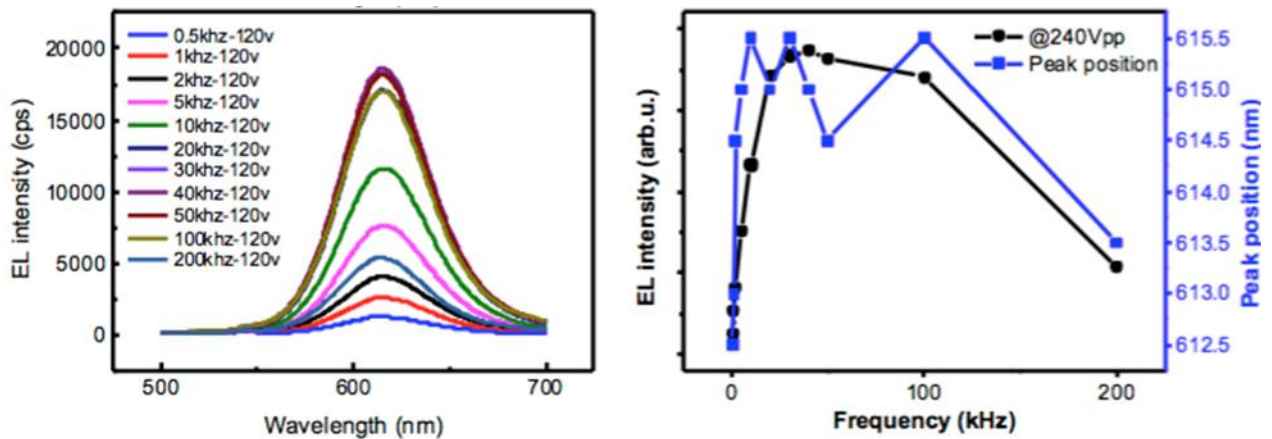 EL intensity (cps)
20000
15000
10000
5000
0
0.5khz-120v
1khz-120v
2khz-120v
5khz-120v
10khz-120v
20khz-120v
30khz-120v
40khz-120v
50khz-120v
100khz-120v
200khz-120v
500
600
700
Wavelength (nm)
EL intensity (arb.u.)
@240Vpp
Peak position
0
100
200
Frequency (kHz)
615.5
615.0
614.5
614.0
613.5
613.0
612.5
Peak position (nm)